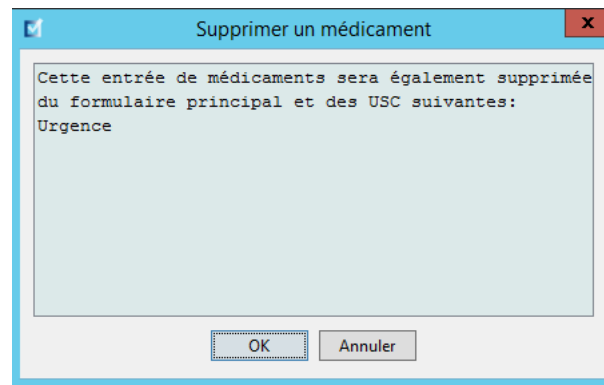 Supprimer un médicament
x
Cette entrée de médicaments sera également supprimée
du formulaire principal et des USC suivantes:
Urgence
OK
Annuler